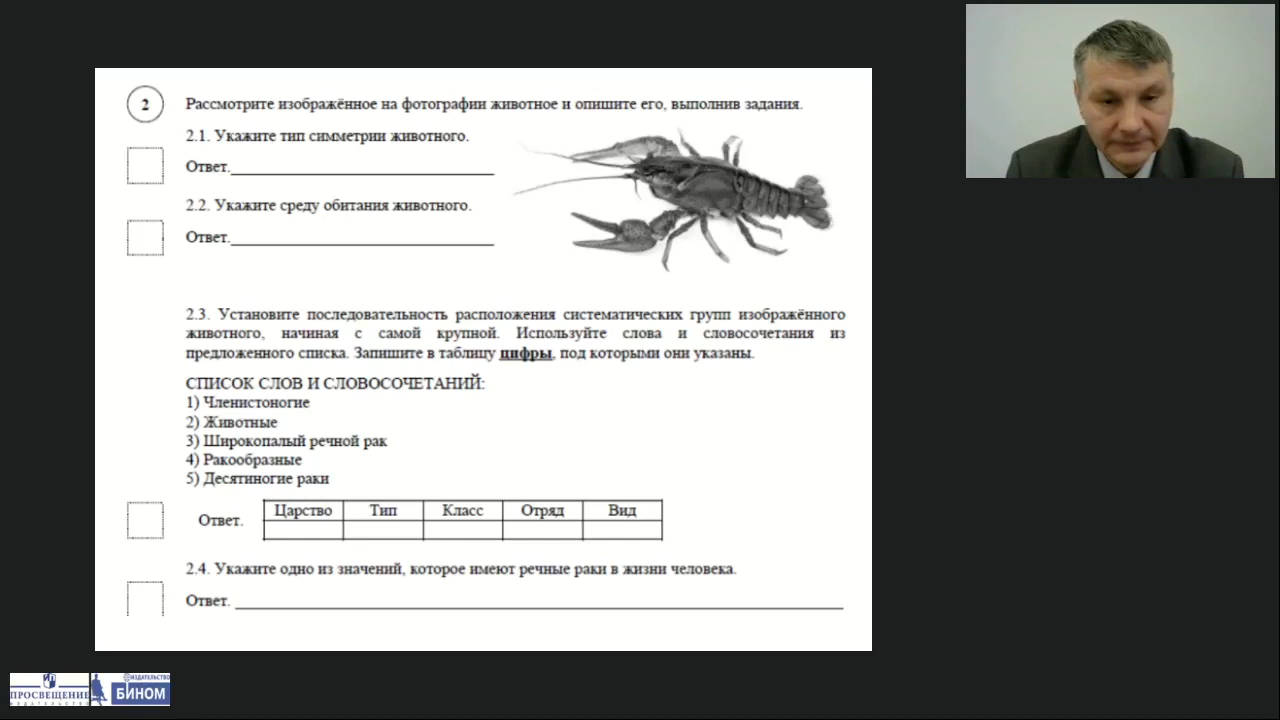 2
Рассмотрите изображённое на фотографии животное и опишите его, выполнив задания.
2.1. Укажите тип симметрии животного.
Ответ.
2.2. Укажите среду обитания животного.
Ответ.
2.3. Установите последовательность расположения систематических групп изображённого
животного, начиная с самой крупной. Используйте слова и словосочетания из
предложенного списка. Запишите в таблицу цифры, под которыми они указаны.
СПИСОК СЛОВ И СЛОВОСОЧЕТАНИЙ:
1) Членистоногие
2) Животные
3) Широкопалый речной рак
4) Ракообразные
5) Десятиногие раки
Ответ.
Царство Тип Класс Отряд Вид
2.4. Укажите одно из значений, которое имеют речные раки в жизни человека.
Ответ.
ПРОСВЕЩЕНИЕ
ИЗДАТЕЛЬСТВО
ИЗДАТЕЛЬСТВО
БИНОМ